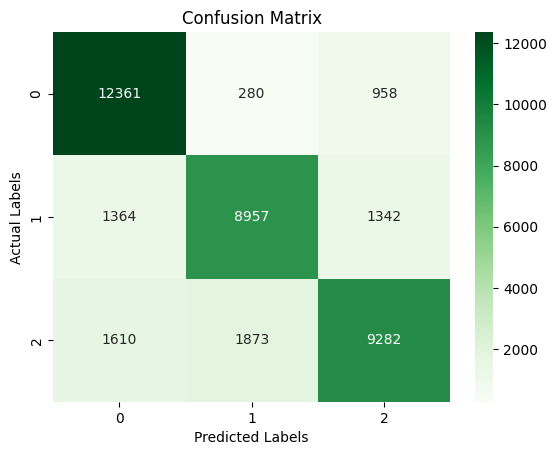 Confusion Matrix
12361 280 958
1364 8957 1342
1610 1873 9282
0
1
2
Actual Labels
0 1 2
Predicted Labels
12000
10000
8000
6000
4000
2000